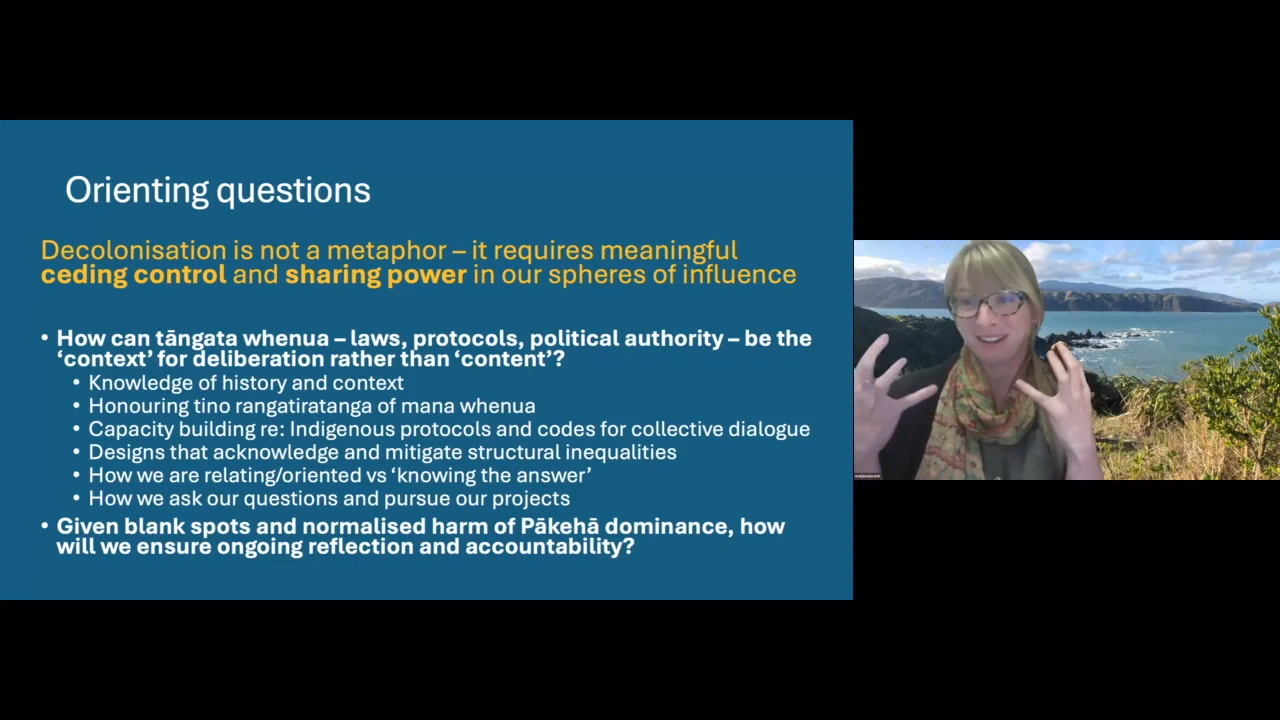 Orienting questions
Decolonisation is not a metaphor – it requires meaningful
ceding control and sharing power in our spheres of influence
• How can tāngata whenua – laws, protocols, political authority – be the
‘context’ for deliberation rather than ‘content’?
• Knowledge of history and context
• Honouring tino rangatiratanga of mana whenua
• Capacity building re: Indigenous protocols and codes for collective dialogue
• Designs that acknowledge and mitigate structural inequalities
• How we are relating/oriented vs ‘knowing the answer’
• How we ask our questions and pursue our projects
• Given blank spots and normalised harm of Pākehā dominance, how
will we ensure ongoing reflection and accountability?